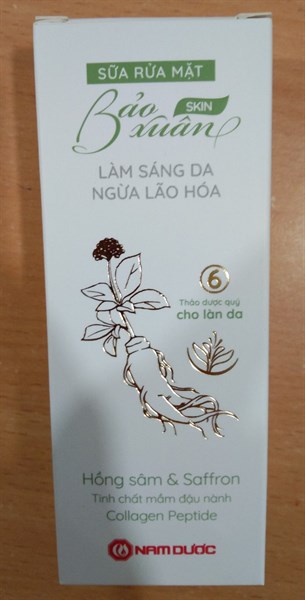 SỮA RỬA MẶT
Bảo
xuân
SKIN
LÀM SÁNG DA
NGỪA LÃO HÓA
6
Thảo dược quý
cho làn da
Hồng sâm & Saffron
Tinh chất mầm đậu nành
Collagen Peptide
NAM DƯỢC